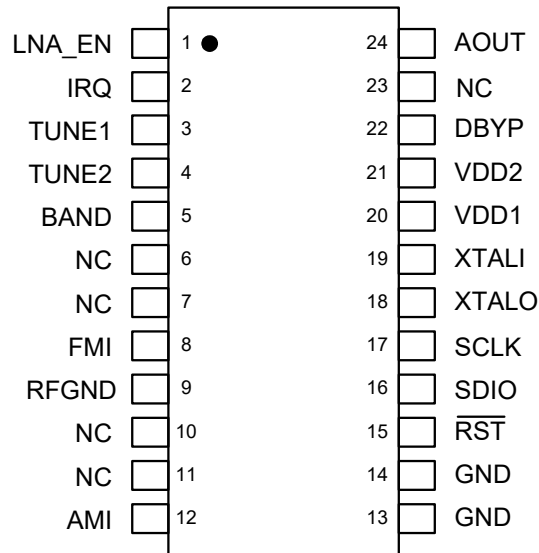 LNA_EN 1 24 AOUT
IRQ 2 23 NC
TUNE1 3 22 DBYP
TUNE2 4 21 VDD2
BAND 5 20 VDD1
NC 6 19 XTALI
NC 7 18 XTALO
FMI 8 17 SCLK
RFGND 9 16 SDIO
NC 10 15 RST
NC 11 14 GND
AMI 12 13 GND